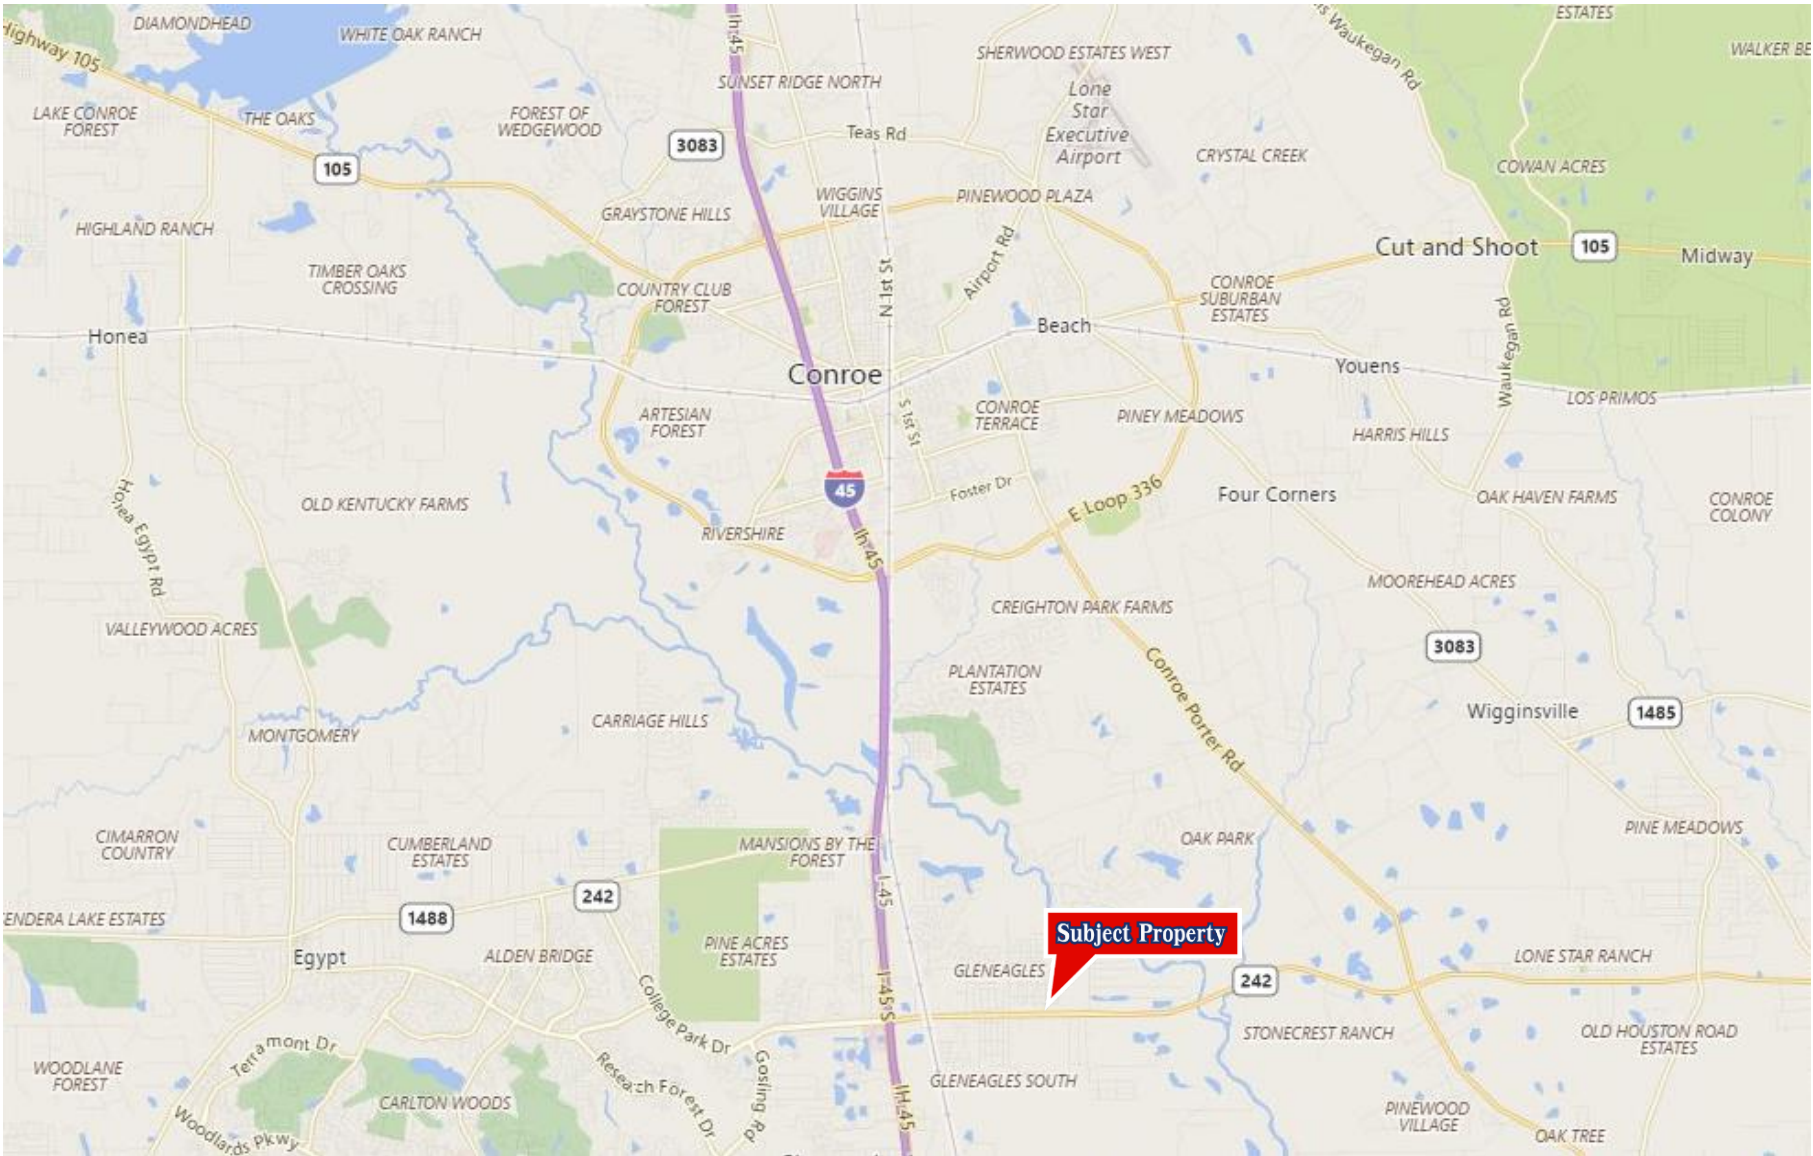 DIAMONDHEAD
WHITE OAK RANCH
Ih 45
ESTATES
Highway 105
SHERWOOD ESTATES WEST
SUNSET RIDGE NORTH
Waukegan Rd
LAKE CONROE
FOREST
THE OAKS
FOREST OF
WEDGEWOOD
3083
Teas Rd
Lone
Star
Executive
Airport
CRYSTAL CREEK
COWAN ACRES
105
WIGGINS
VILLAGE
PINEWOOD PLAZA
GRAYSTONE HILLS
HIGHLAND RANCH
Airport Rd
Cut and Shoot
105
Midway
TIMBER OAKS
CROSSING
COUNTRY CLUB
FOREST
N 1st St
CONROE
SUBURBAN
ESTATES
Honea
Beach
Waukegan Rd
Youens
Conroe
LOS PRIMOS
ARTESIAN
FOREST
S 1st St
CONROE
TERRACE
PINEY MEADOWS
HARRIS HILLS
45
Foster Dr
E Loop 336
Four Corners
OAK HAVEN FARMS
CONROE
COLONY
OLD KENTUCKY FARMS
Honea Egypt Rd
RIVERSHIRE
Ih 45
MOOREHEAD ACRES
CREIGHTON PARK FARMS
VALLEYWOOD ACRES
3083
PLANTATION
ESTATES
Conroe Porter Rd
Wigginsville
1485
CARRIAGE HILLS
MONTGOMERY
CIMARRON
COUNTRY
CUMBERLAND
ESTATES
MANSIONS BY THE
FOREST
OAK PARK
PINE MEADOWS
I-45
242
1488
ENDERA LAKE ESTATES
Subject Property
PINE ACRES
ESTATES
Egypt
ALDEN BRIDGE
GLENEAGLES
LONE STAR RANCH
242
College Park Dr
I-45 S
Terramont Dr
STONECREST RANCH
OLD HOUSTON ROAD
ESTATES
WOODLANE
FOREST
Research Forest Dr
Gosling Rd
GLENEAGLES SOUTH
CARLTON WOODS
IH-45
PINEWOOD
VILLAGE
Woodlands Pkwy
OAK TREE